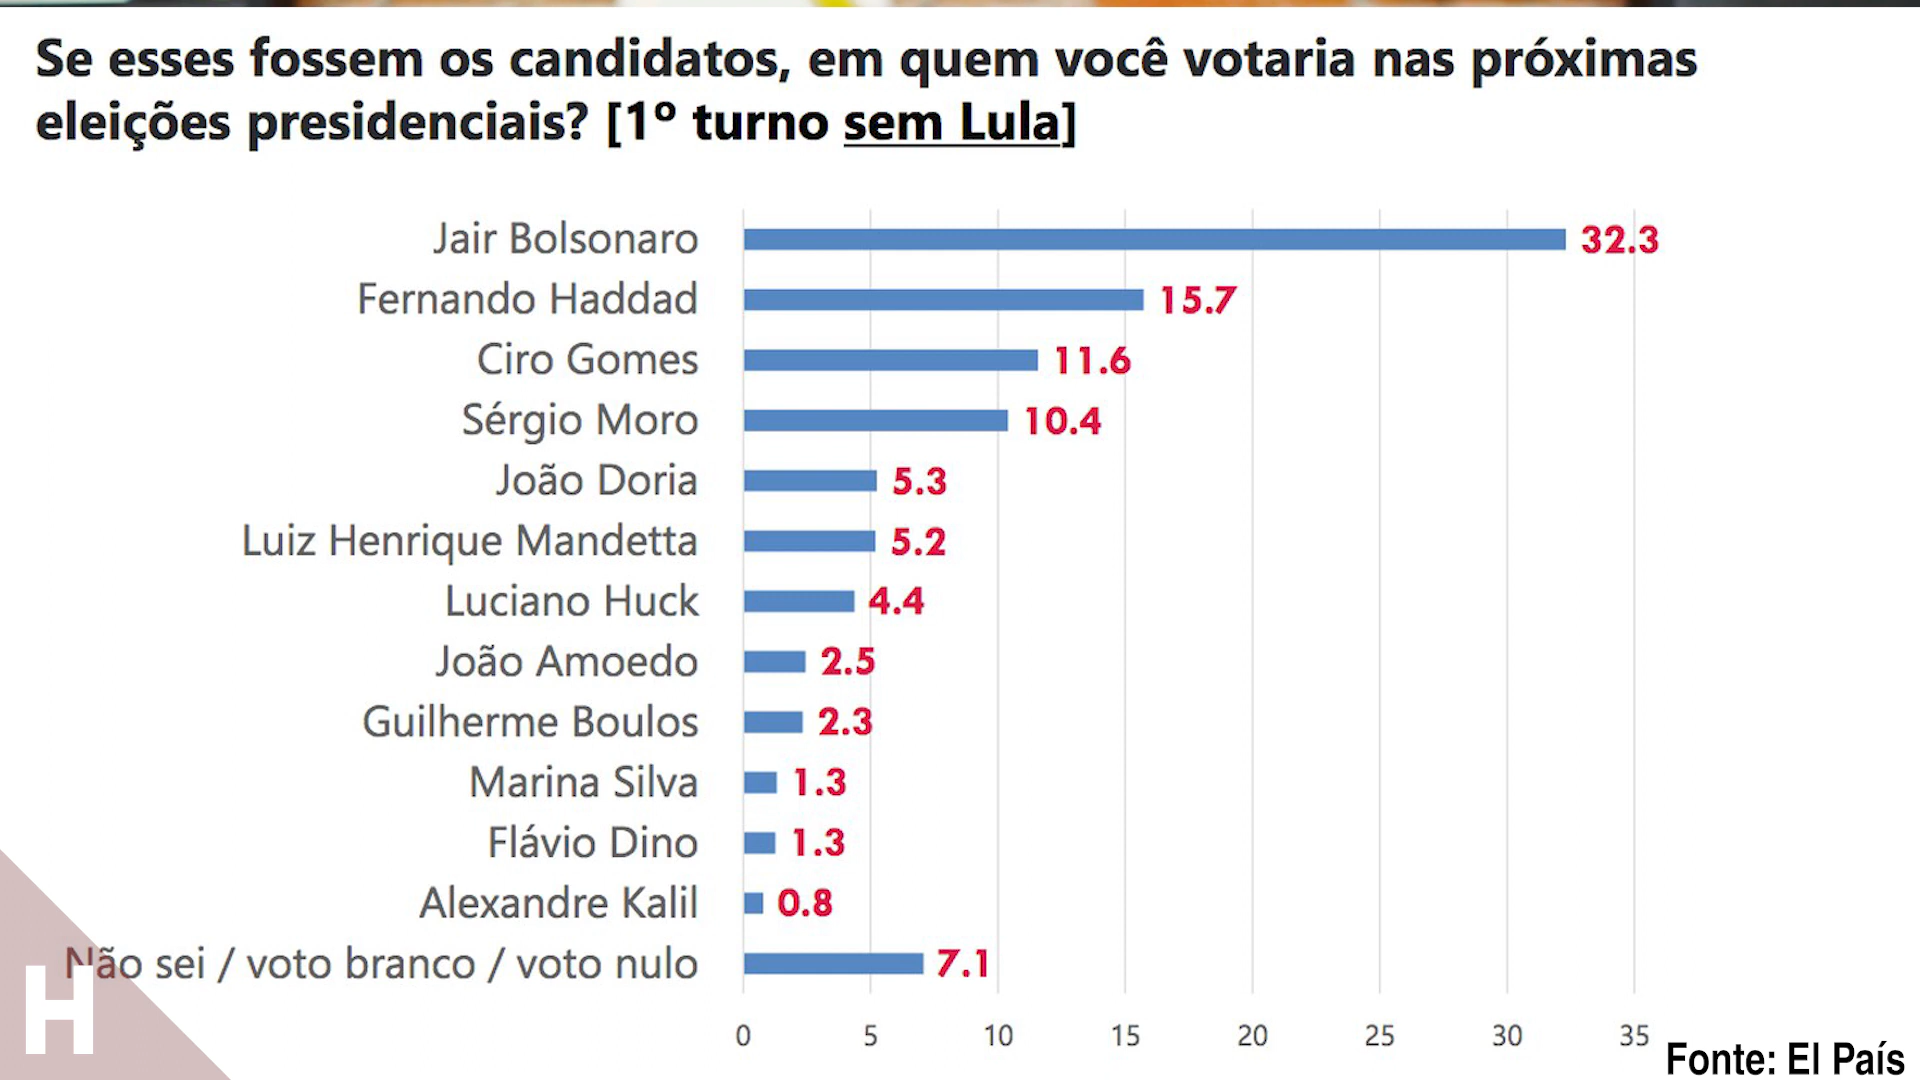 Se esses fossem os candidatos, em quem você votaria nas próximas
eleições presidenciais? [1º turno sem Lula]
Jair Bolsonaro 32.3
Fernando Haddad 15.7
Ciro Gomes 11.6
Sérgio Moro 10.4
João Doria 5.3
Luiz Henrique Mandetta 5.2
Luciano Huck 4.4
João Amoedo 2.5
Guilherme Boulos 2.3
Marina Silva 1.3
Flávio Dino 1.3
Alexandre Kalil 0.8
Não sei / voto branco / voto nulo 7.1
0 5 10 15 20 25 30 35
Fonte: El País
H